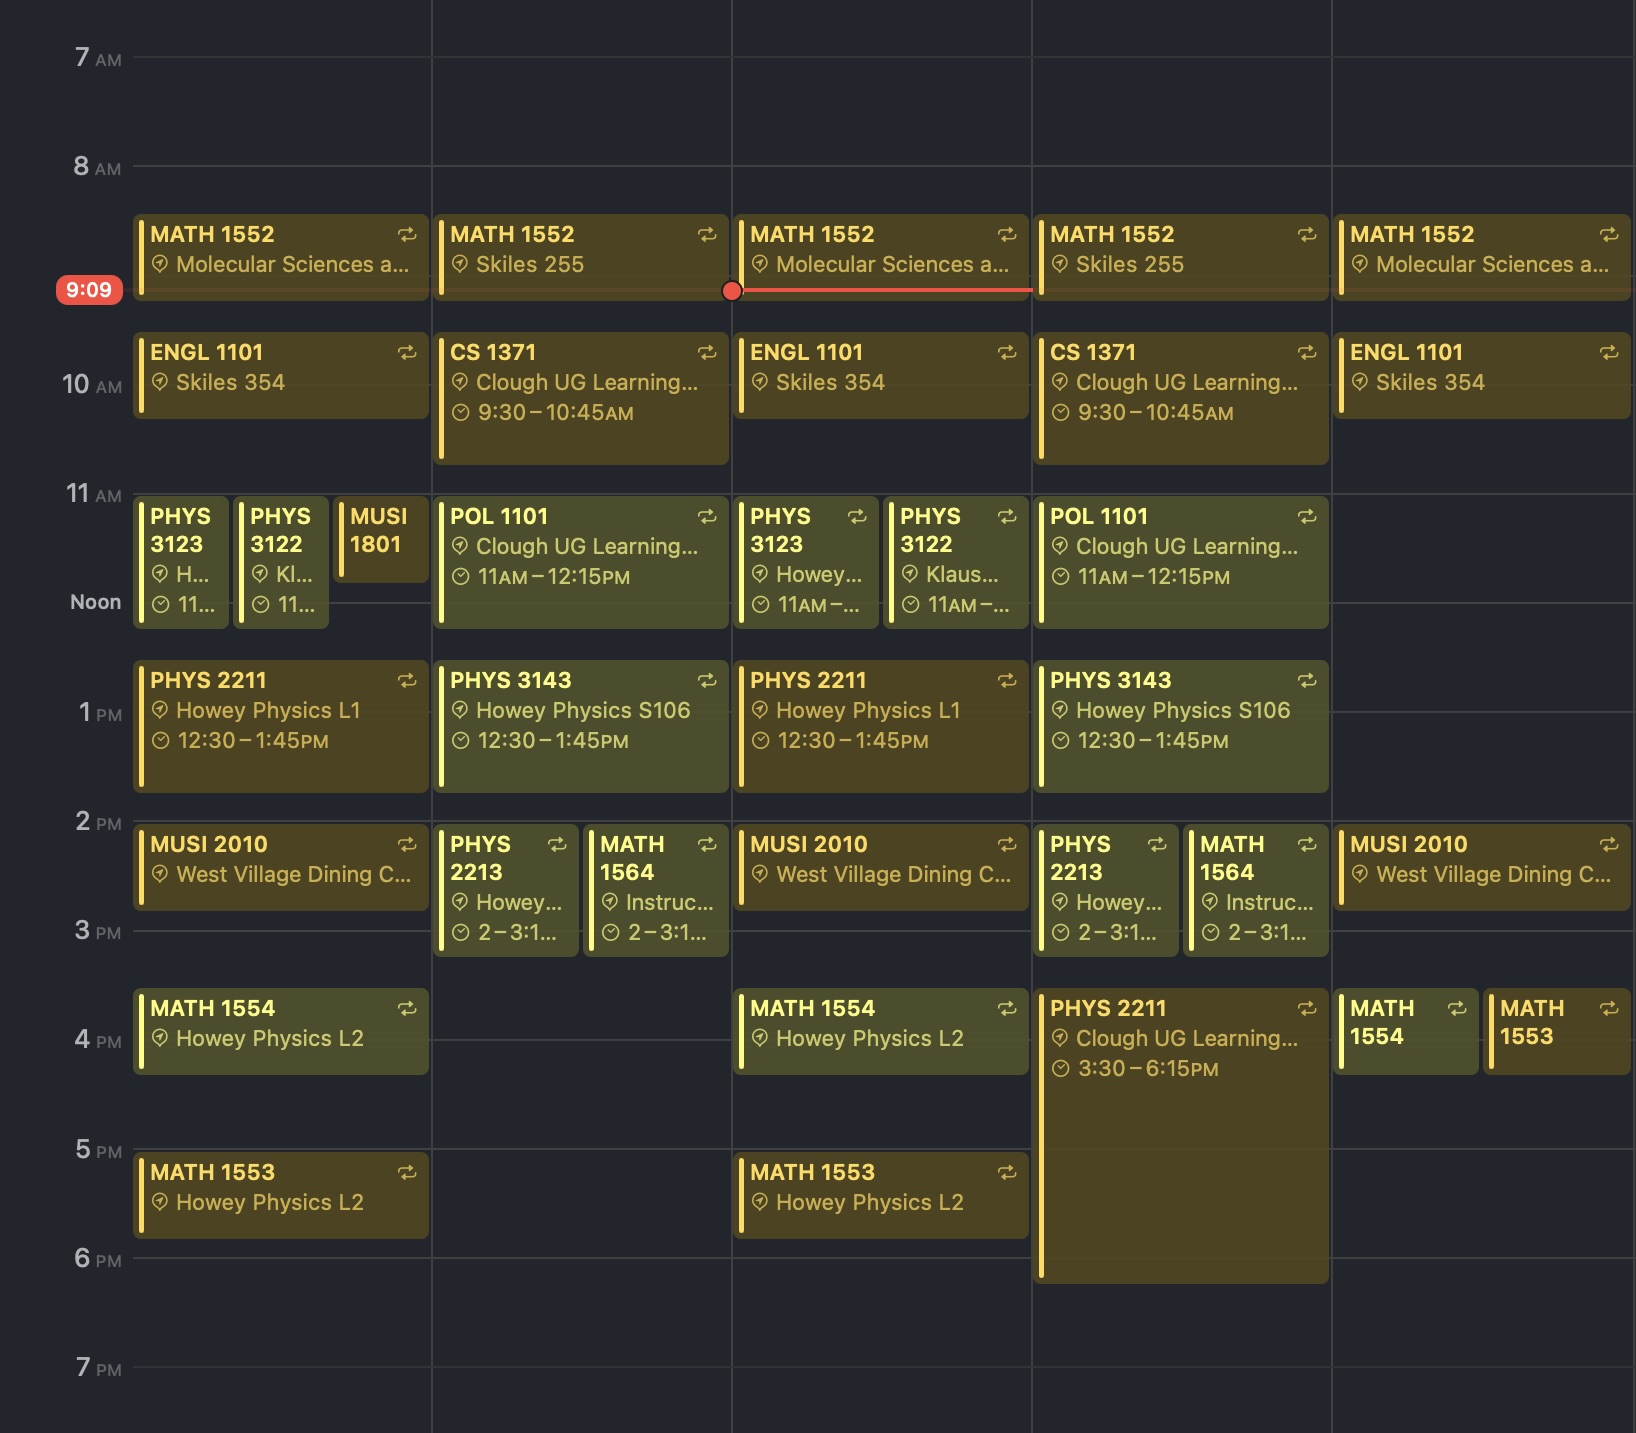 7 AM
8 AM
MATH 1552
Molecular Sciences a...
MATH 1552
Skiles 255
MATH 1552
Molecular Sciences a...
MATH 1552
Skiles 255
MATH 1552
Molecular Sciences a...
9:09
ENGL 1101
Skiles 354
CS 1371
Clough UG Learning...
9:30–10:45AM
ENGL 1101
Skiles 354
CS 1371
Clough UG Learning...
9:30–10:45AM
ENGL 1101
Skiles 354
10 AM
11 AM
PHYS
3123
H...
11...
PHYS
3122
Kl...
11...
MUSI
1801
POL 1101
Clough UG Learning...
11AM–12:15PM
PHYS
3123
Howey...
11AM–...
PHYS
3122
Klaus...
11AM–...
POL 1101
Clough UG Learning...
11AM–12:15PM
Noon
PHYS 2211
Howey Physics L1
12:30–1:45PM
PHYS 3143
Howey Physics S106
12:30–1:45PM
PHYS 2211
Howey Physics L1
12:30–1:45PM
PHYS 3143
Howey Physics S106
12:30–1:45PM
1 PM
2 PM
MUSI 2010
West Village Dining C...
PHYS
2213
Howey...
2–3:1...
MATH
1564
Instruc...
2–3:1...
MUSI 2010
West Village Dining C...
PHYS
2213
Howey...
2–3:1...
MATH
1564
Instruc...
2–3:1...
MUSI 2010
West Village Dining C...
3 PM
MATH 1554
Howey Physics L2
MATH 1554
Howey Physics L2
PHYS 2211
Clough UG Learning...
3:30–6:15PM
MATH
1554
MATH
1553
4 PM
5 PM
MATH 1553
Howey Physics L2
MATH 1553
Howey Physics L2
6 PM
7 PM